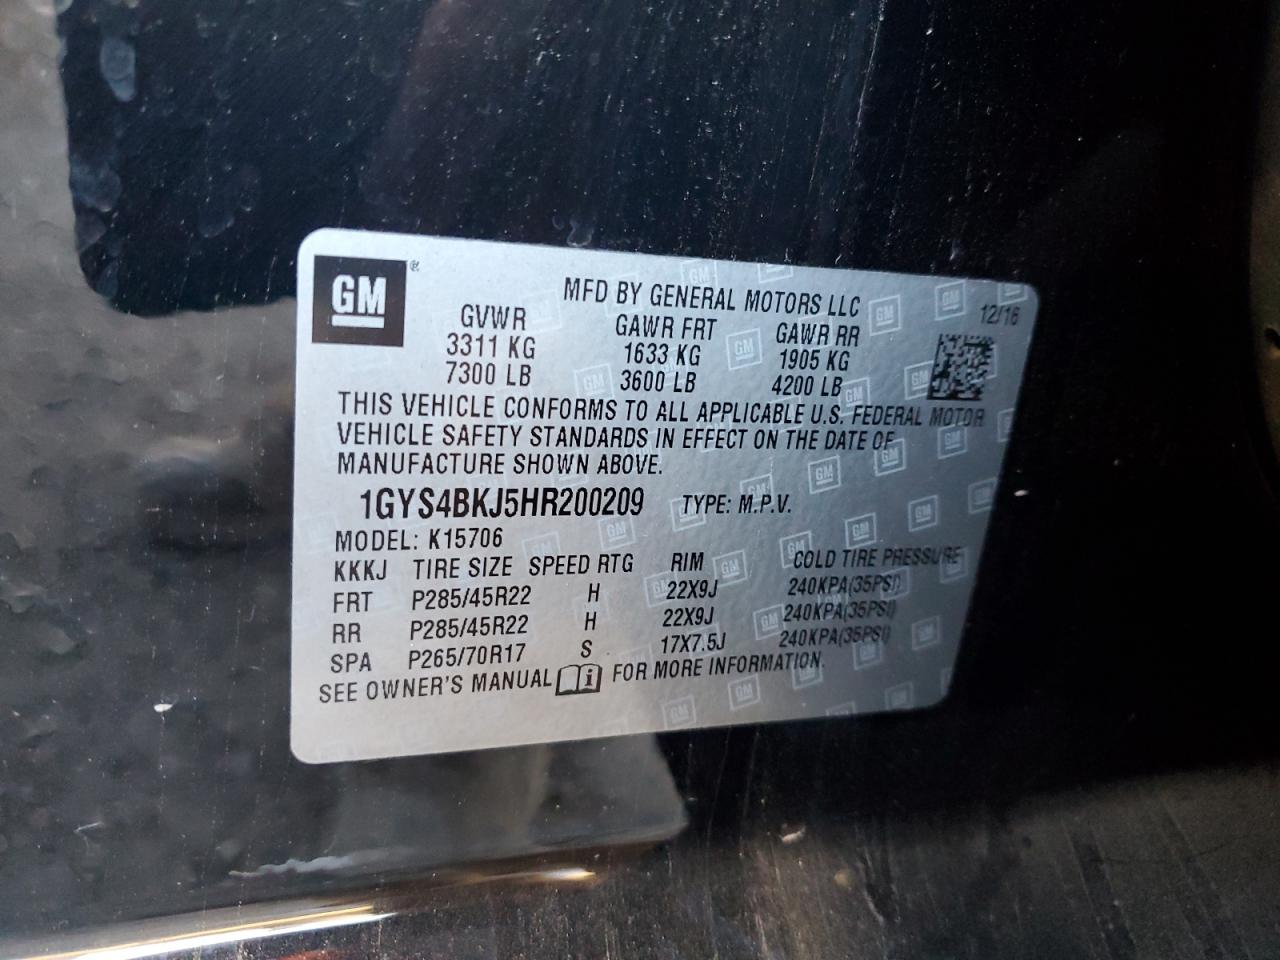 GM ®
MFD BY GENERAL MOTORS LLC
12/16
GVWR GAWR FRT GAWR RR
3311 KG 1633 KG 1905 KG
7300 LB 3600 LB 4200 LB
THIS VEHICLE CONFORMS TO ALL APPLICABLE U.S. FEDERAL MOTOR
VEHICLE SAFETY STANDARDS IN EFFECT ON THE DATE OF
MANUFACTURE SHOWN ABOVE.
1GYS4BKJ5HR200209 TYPE: M.P.V.
MODEL: K15706
KKKJ TIRE SIZE SPEED RTG RIM COLD TIRE PRESSURE
FRT P285/45R22 H 22X9J 240KPA(35PSI)
RR P285/45R22 H 22X9J 240KPA(35PSI)
SPA P265/70R17 S 17X7.5J 240KPA(35PSI)
SEE OWNER'S MANUAL i FOR MORE INFORMATION.